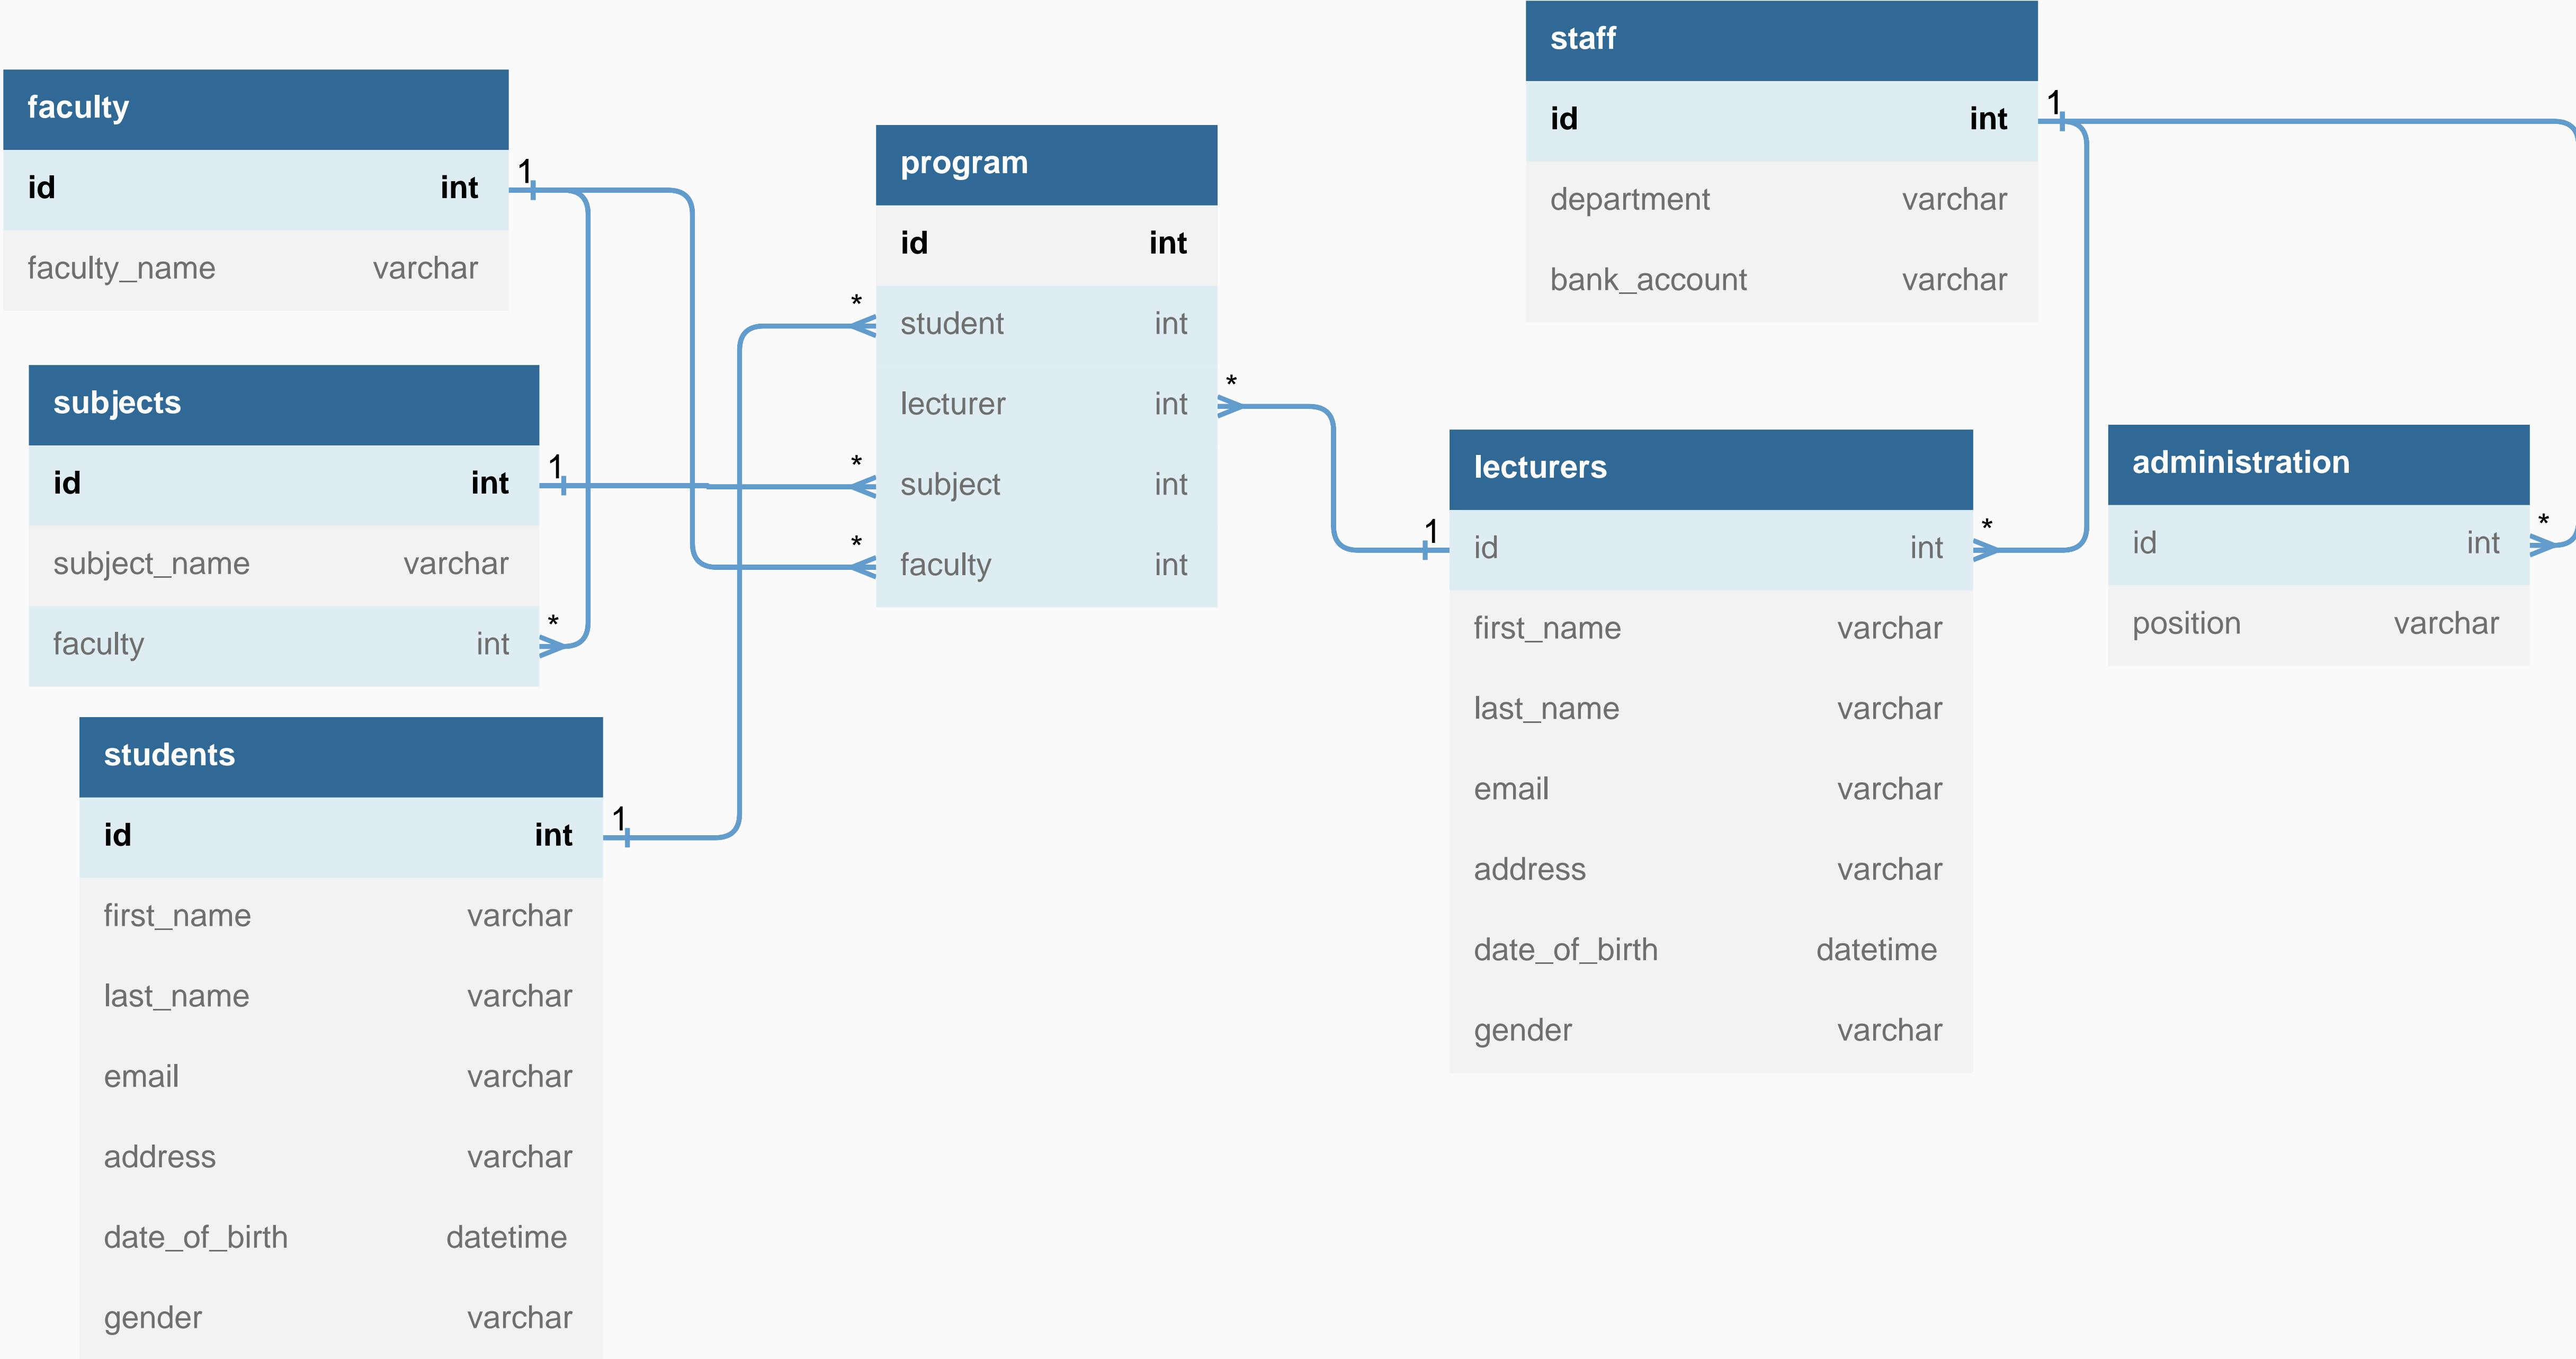 faculty
id int
faculty_name varchar
subjects
id int
subject_name varchar
faculty int
students
id int
first_name varchar
last_name varchar
email varchar
address varchar
date_of_birth datetime
gender varchar
1
*
1
1
program
id int
student int
lecturer int
subject int
faculty int
*
*
*
*
staff
id int
department varchar
bank_account varchar
1
lecturers
id int
first_name varchar
last_name varchar
email varchar
address varchar
date_of_birth datetime
gender varchar
1
*
administration
id int
position varchar
*